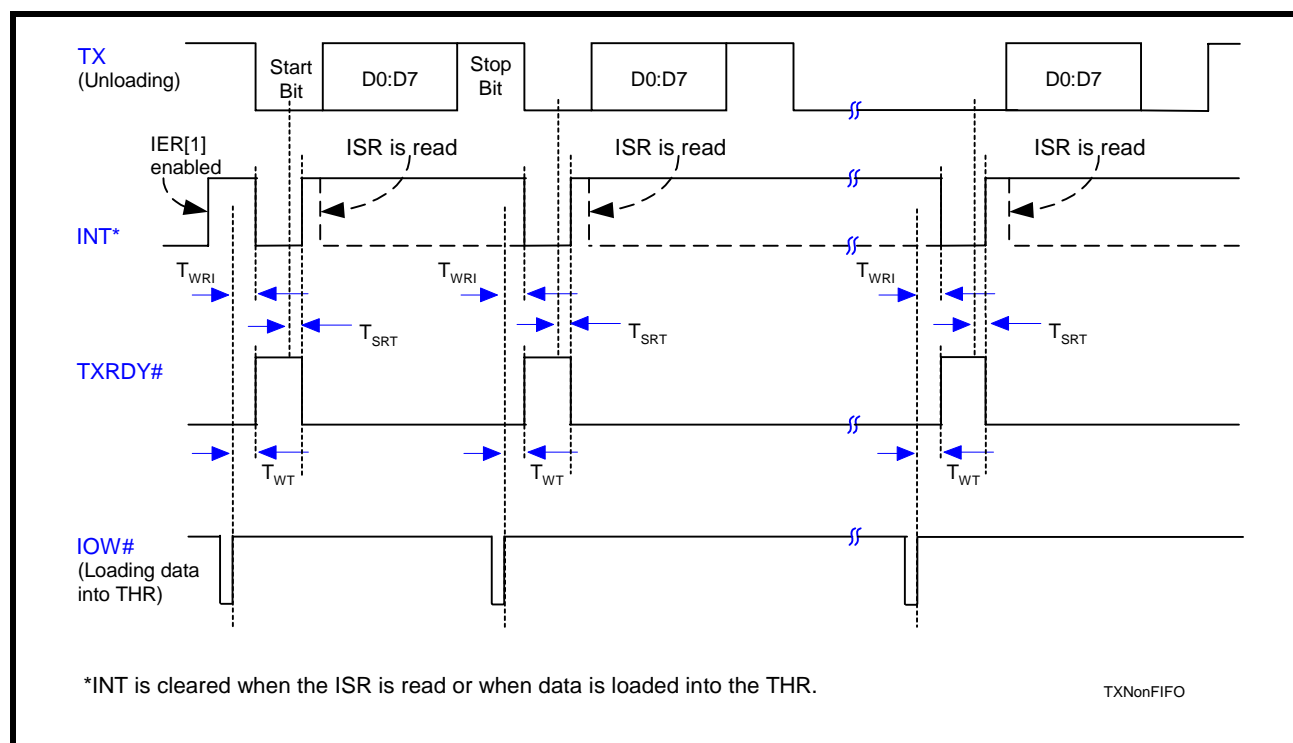 TX
(Unloading)
Start
Bit
D0:D7
Stop
Bit
D0:D7
D0:D7
IER[1]
enabled
ISR is read
ISR is read
ISR is read
INT*
TWRI
TWRI
TWRI
TSRT
TSRT
TSRT
TXRDY#
TWT
TWT
TWT
IOW#
(Loading data
into THR)
*INT is cleared when the ISR is read or when data is loaded into the THR.
TXNonFIFO